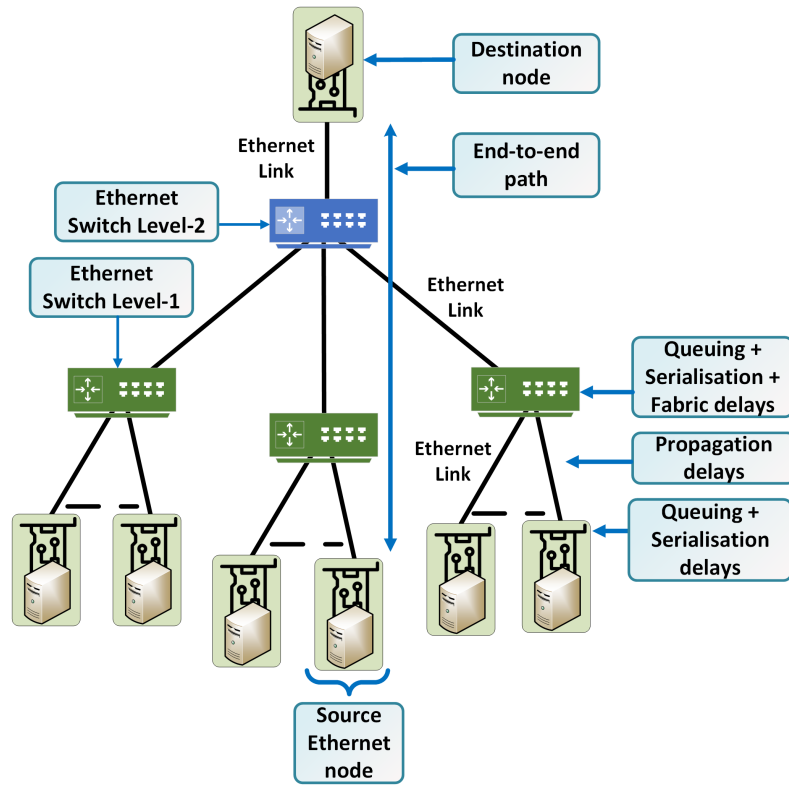 Destination
node
Ethernet
Link
End-to-end
path
Ethernet
Switch Level-2
Ethernet
Switch Level-1
Ethernet
Link
Queuing +
Serialisation +
Fabric delays
Ethernet
Link
Propagation
delays
Queuing +
Serialisation
delays
Source
Ethernet
node